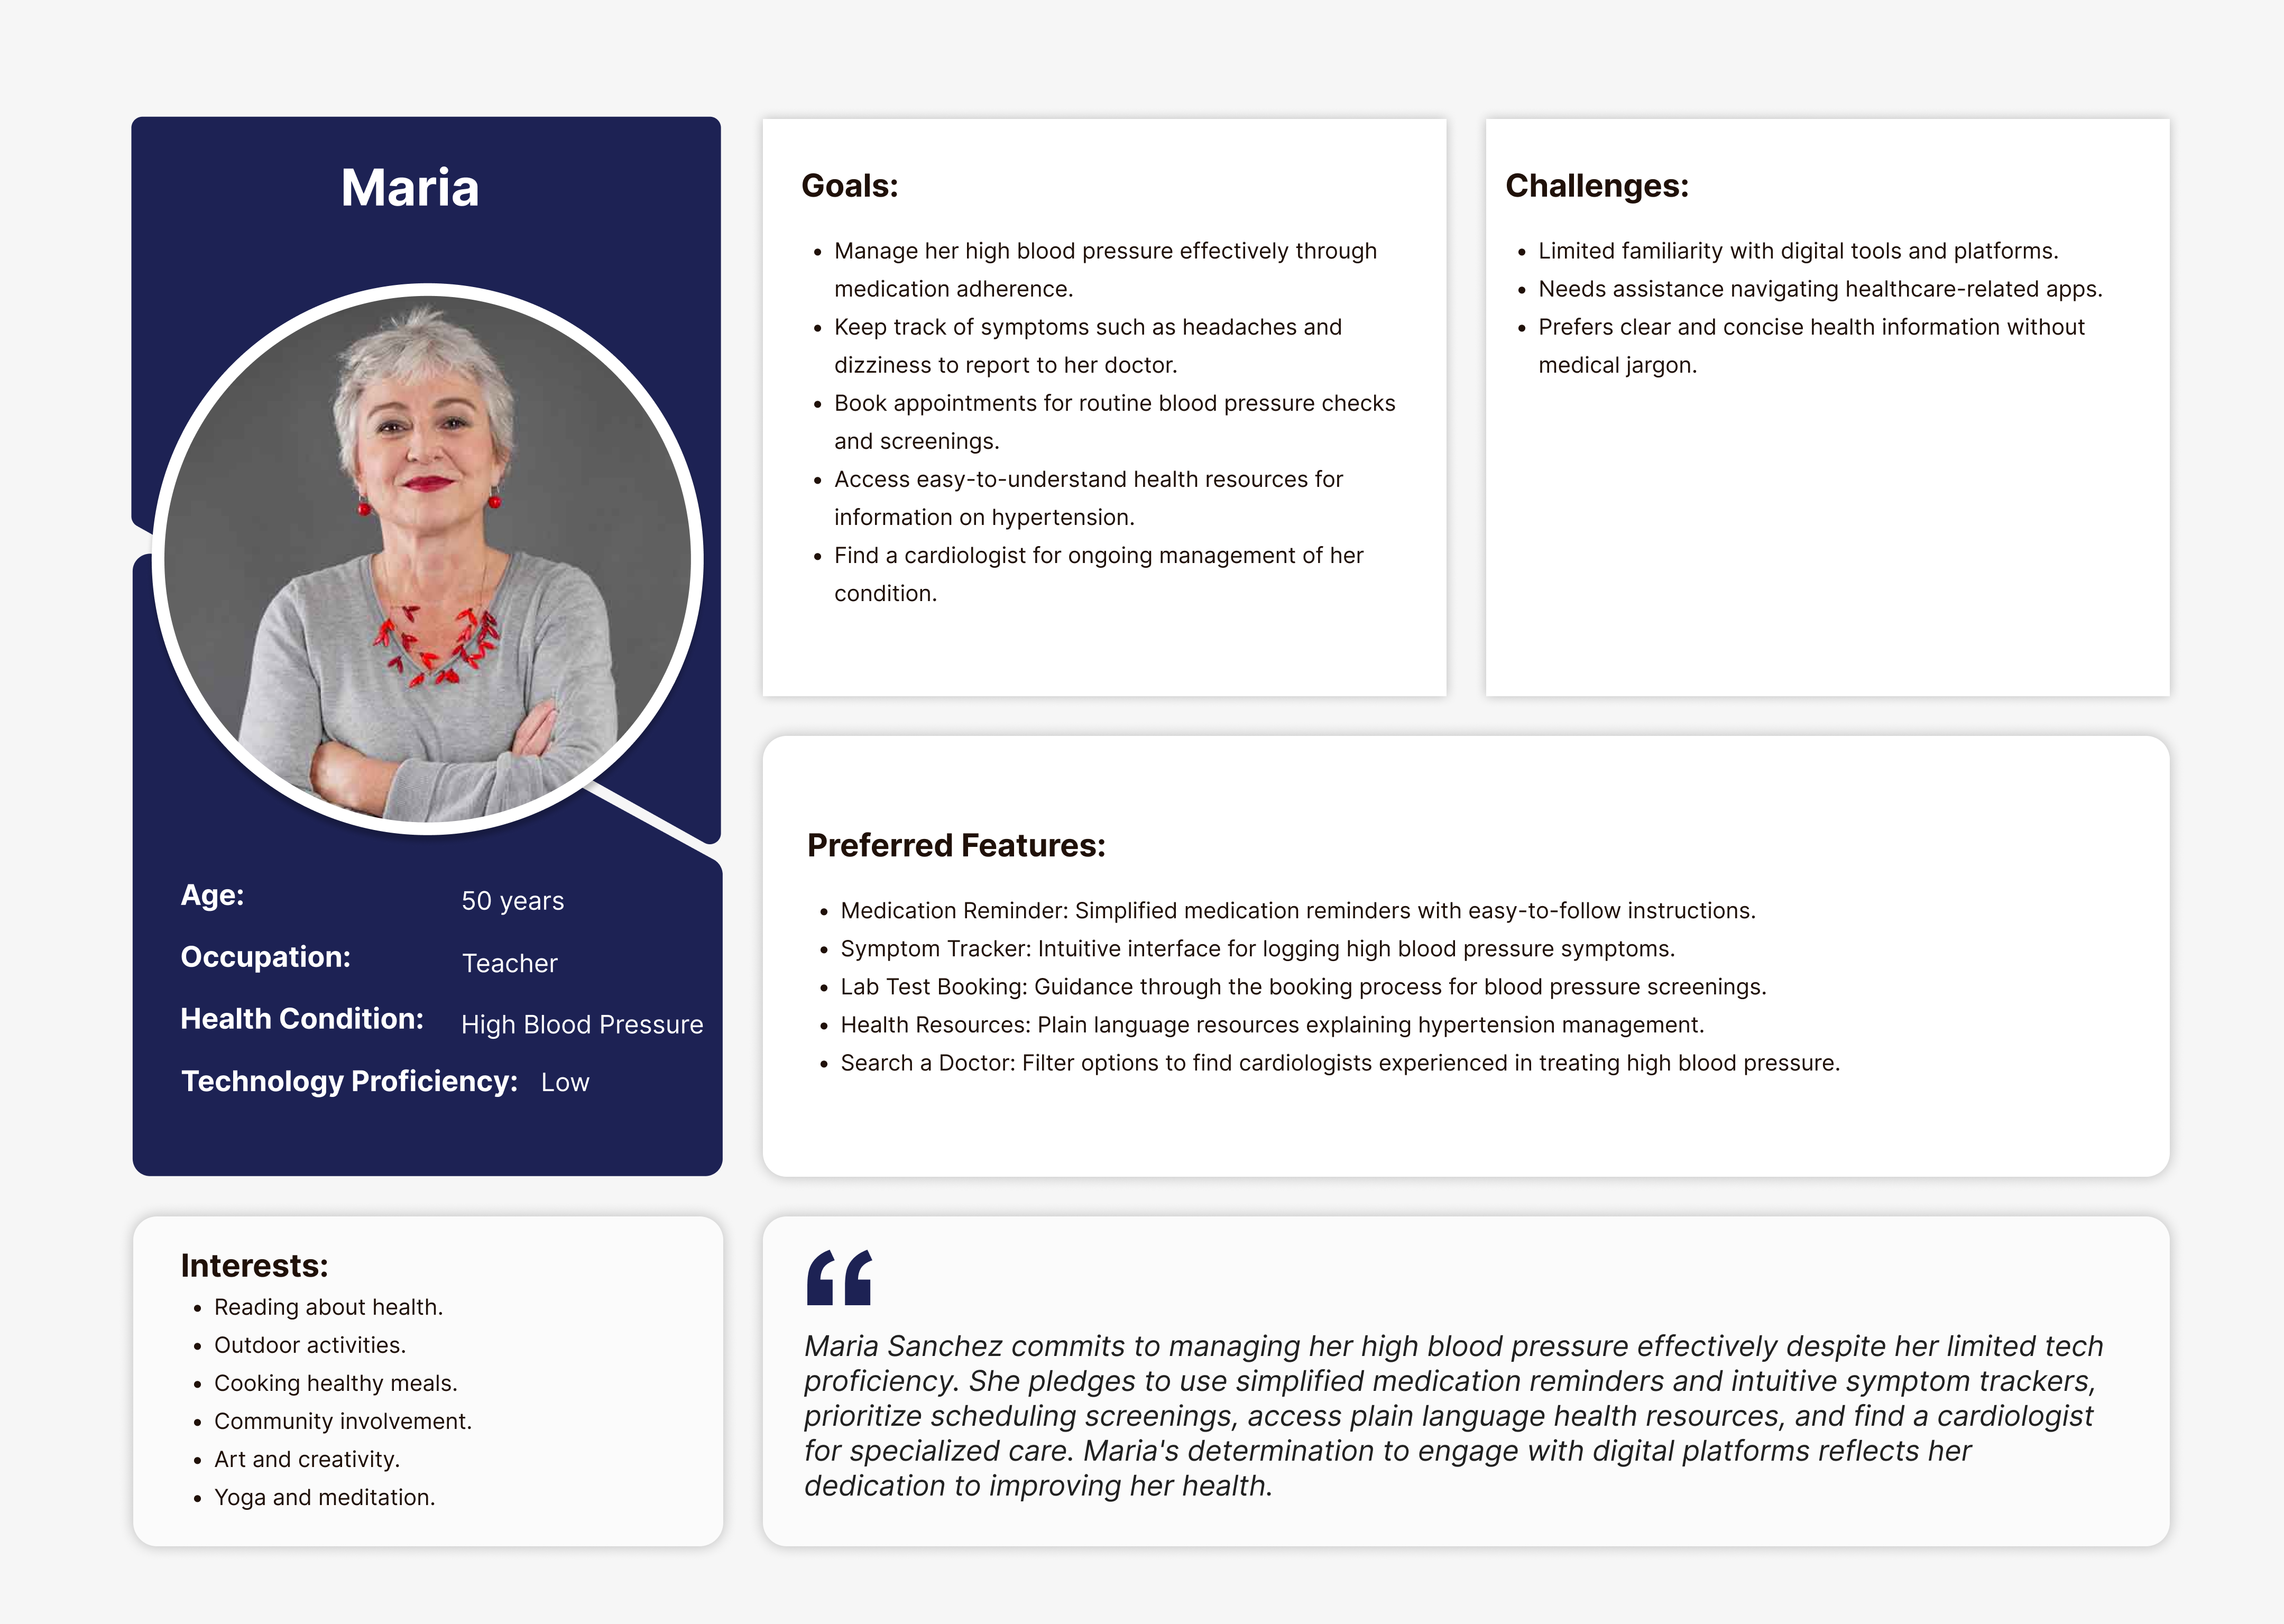 Maria
Age:
50 years
Occupation:
Teacher
Health Condition:
High Blood Pressure
Technology Proficiency:
Low
Goals:
Manage her high blood pressure effectively through
medication adherence.
Keep track of symptoms such as headaches and
dizziness to report to her doctor.
Book appointments for routine blood pressure checks
and screenings.
Access easy-to-understand health resources for
information on hypertension.
Find a cardiologist for ongoing management of her
condition.
Challenges:
Limited familiarity with digital tools and platforms.
Needs assistance navigating healthcare-related apps.
Prefers clear and concise health information without
medical jargon.
Preferred Features:
Medication Reminder: Simplified medication reminders with easy-to-follow instructions.
Symptom Tracker: Intuitive interface for logging high blood pressure symptoms.
Lab Test Booking: Guidance through the booking process for blood pressure screenings.
Health Resources: Plain language resources explaining hypertension management.
Search a Doctor: Filter options to find cardiologists experienced in treating high blood pressure.
Interests:
Reading about health.
Outdoor activities.
Cooking healthy meals.
Community involvement.
Art and creativity.
Yoga and meditation.
“
Maria Sanchez commits to managing her high blood pressure effectively despite her limited tech
proficiency. She pledges to use simplified medication reminders and intuitive symptom trackers,
prioritize scheduling screenings, access plain language health resources, and find a cardiologist
for specialized care. Maria's determination to engage with digital platforms reflects her
dedication to improving her health.